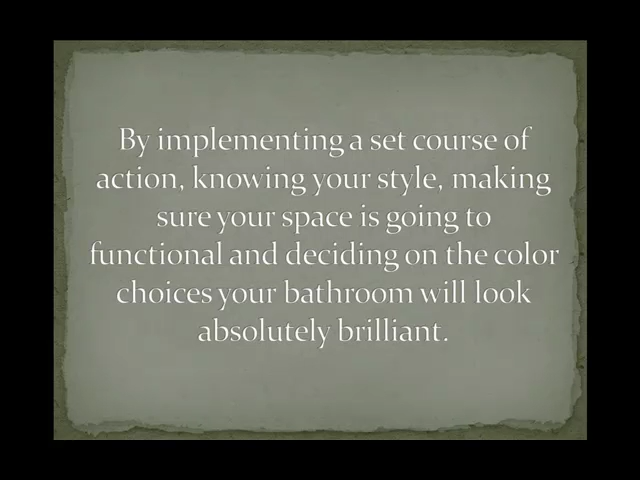 By implementing a set course of
action, knowing your style, making
sure your space is going to
functional and deciding on the color
choices your bathroom will look
absolutely brilliant.